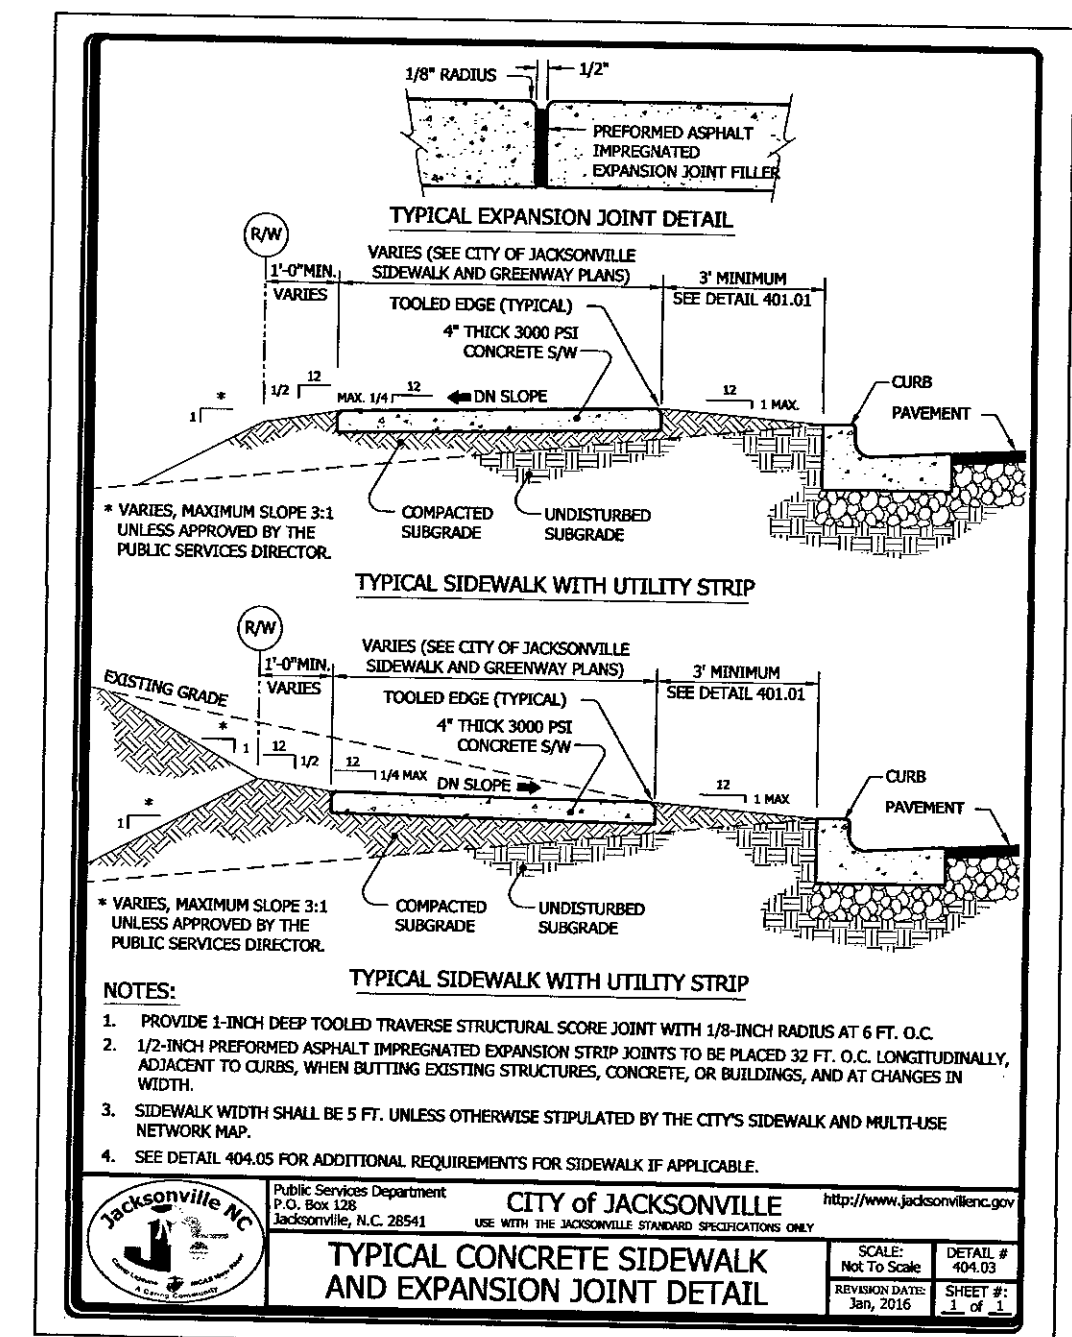 1/8" RADIUS
1/2"
PREFORMED ASPHALT
IMPREGNATED
EXPANSION JOINT FILLER
TYPICAL EXPANSION JOINT DETAIL
R/W
1'-0"MIN.
VARIES
VARIES (SEE CITY OF JACKSONVILLE
SIDEWALK AND GREENWAY PLANS)
3' MINIMUM
SEE DETAIL 401.01
TOOLED EDGE (TYPICAL)
4" THICK 3000 PSI
CONCRETE S/W
*
1
12
1/2
12
MAX. 1/4
DN SLOPE
12
1 MAX.
CURB
PAVEMENT
* VARIES, MAXIMUM SLOPE 3:1
UNLESS APPROVED BY THE
PUBLIC SERVICES DIRECTOR.
COMPACTED
SUBGRADE
UNDISTURBED
SUBGRADE
TYPICAL SIDEWALK WITH UTILITY STRIP
R/W
1'-0"MIN.
VARIES
VARIES (SEE CITY OF JACKSONVILLE
SIDEWALK AND GREENWAY PLANS)
3' MINIMUM
SEE DETAIL 401.01
EXISTING GRADE
TOOLED EDGE (TYPICAL)
4" THICK 3000 PSI
CONCRETE S/W
*
1
12
1/2
12
1/4 MAX
DN SLOPE
12
1 MAX
*
1
CURB
PAVEMENT
* VARIES, MAXIMUM SLOPE 3:1
UNLESS APPROVED BY THE
PUBLIC SERVICES DIRECTOR.
COMPACTED
SUBGRADE
UNDISTURBED
SUBGRADE
TYPICAL SIDEWALK WITH UTILITY STRIP
NOTES:
1. PROVIDE 1-INCH DEEP TOOLED TRAVERSE STRUCTURAL SCORE JOINT WITH 1/8-INCH RADIUS AT 6 FT. O.C.
2. 1/2-INCH PREFORMED ASPHALT IMPREGNATED EXPANSION STRIP JOINTS TO BE PLACED 32 FT. O.C. LONGITUDINALLY,
ADJACENT TO CURBS, WHEN BUTTING EXISTING STRUCTURES, CONCRETE, OR BUILDINGS, AND AT CHANGES IN
WIDTH.
3. SIDEWALK WIDTH SHALL BE 5 FT. UNLESS OTHERWISE STIPULATED BY THE CITY'S SIDEWALK AND MULTI-USE
NETWORK MAP.
4. SEE DETAIL 404.05 FOR ADDITIONAL REQUIREMENTS FOR SIDEWALK IF APPLICABLE.
Jacksonville NC
Camp Lejeune MCAS New River
A Caring Community
Public Services Department
P.O. Box 128
Jacksonville, N.C. 28541
CITY of JACKSONVILLE
USE WITH THE JACKSONVILLE STANDARD SPECIFICATIONS ONLY
http://www.jacksonvillenc.gov
TYPICAL CONCRETE SIDEWALK
AND EXPANSION JOINT DETAIL
SCALE:
Not To Scale
DETAIL #
404.03
REVISION DATE:
Jan, 2016
SHEET #:
1 of 1